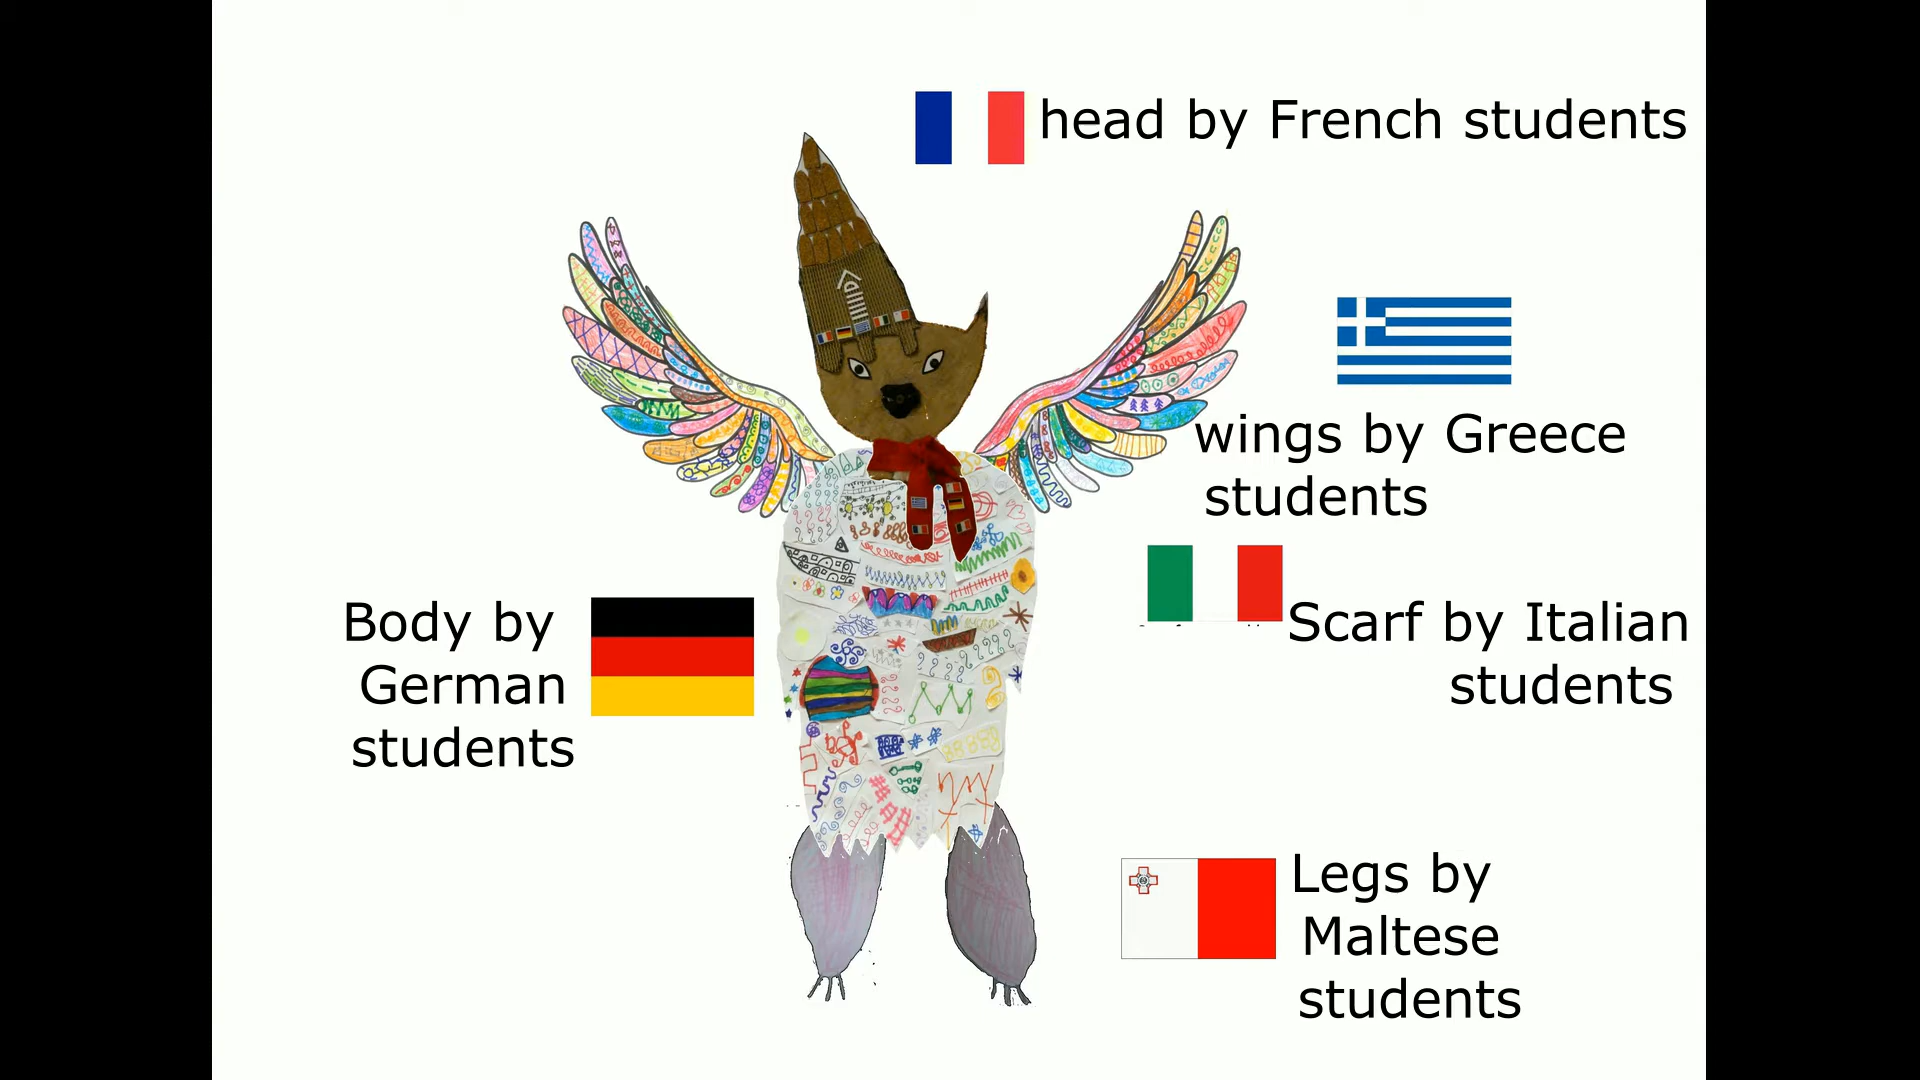 head by French students
wings by Greece
students
Scarf by Italian
students
Body by
German
students
Legs by
Maltese
students